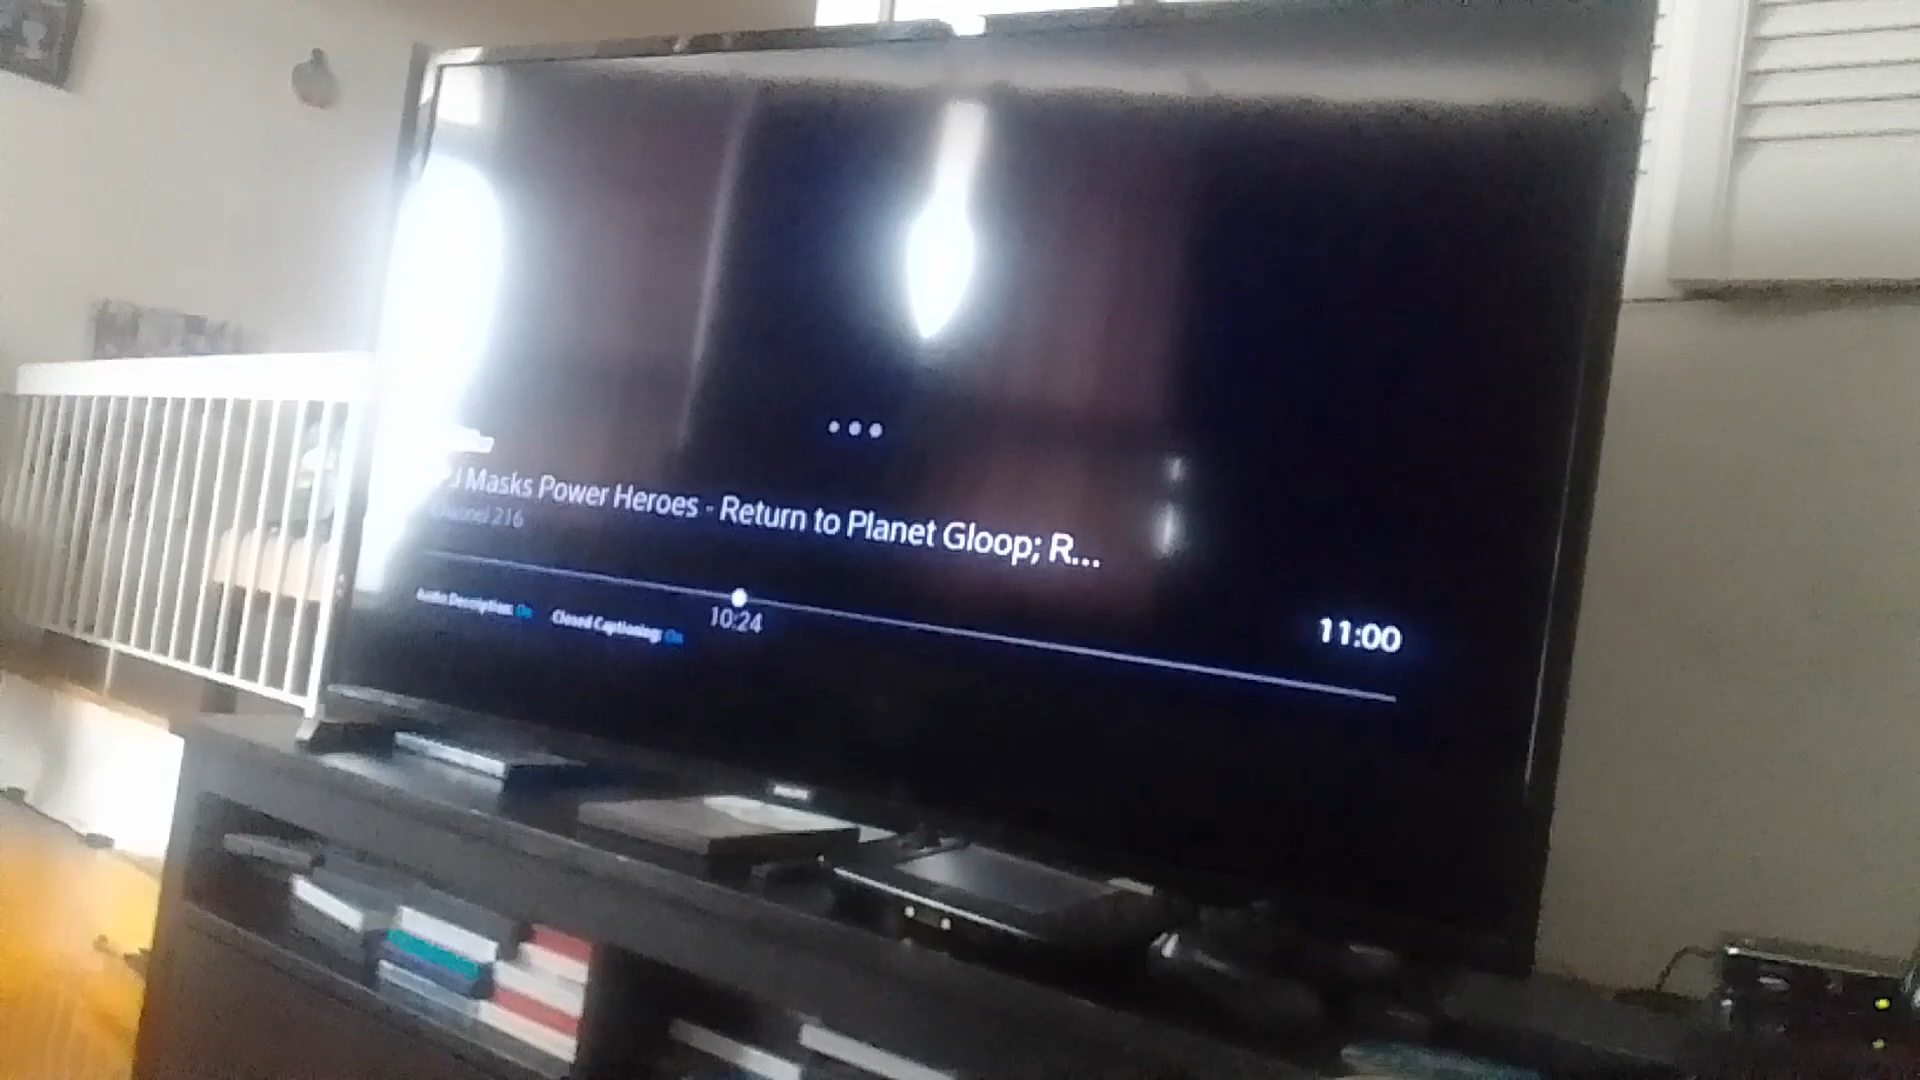 PJ Masks Power Heroes - Return to Planet Gloop; R...
Channel 216
10:24
11:00
Audio Description: On Closed Captioning: On